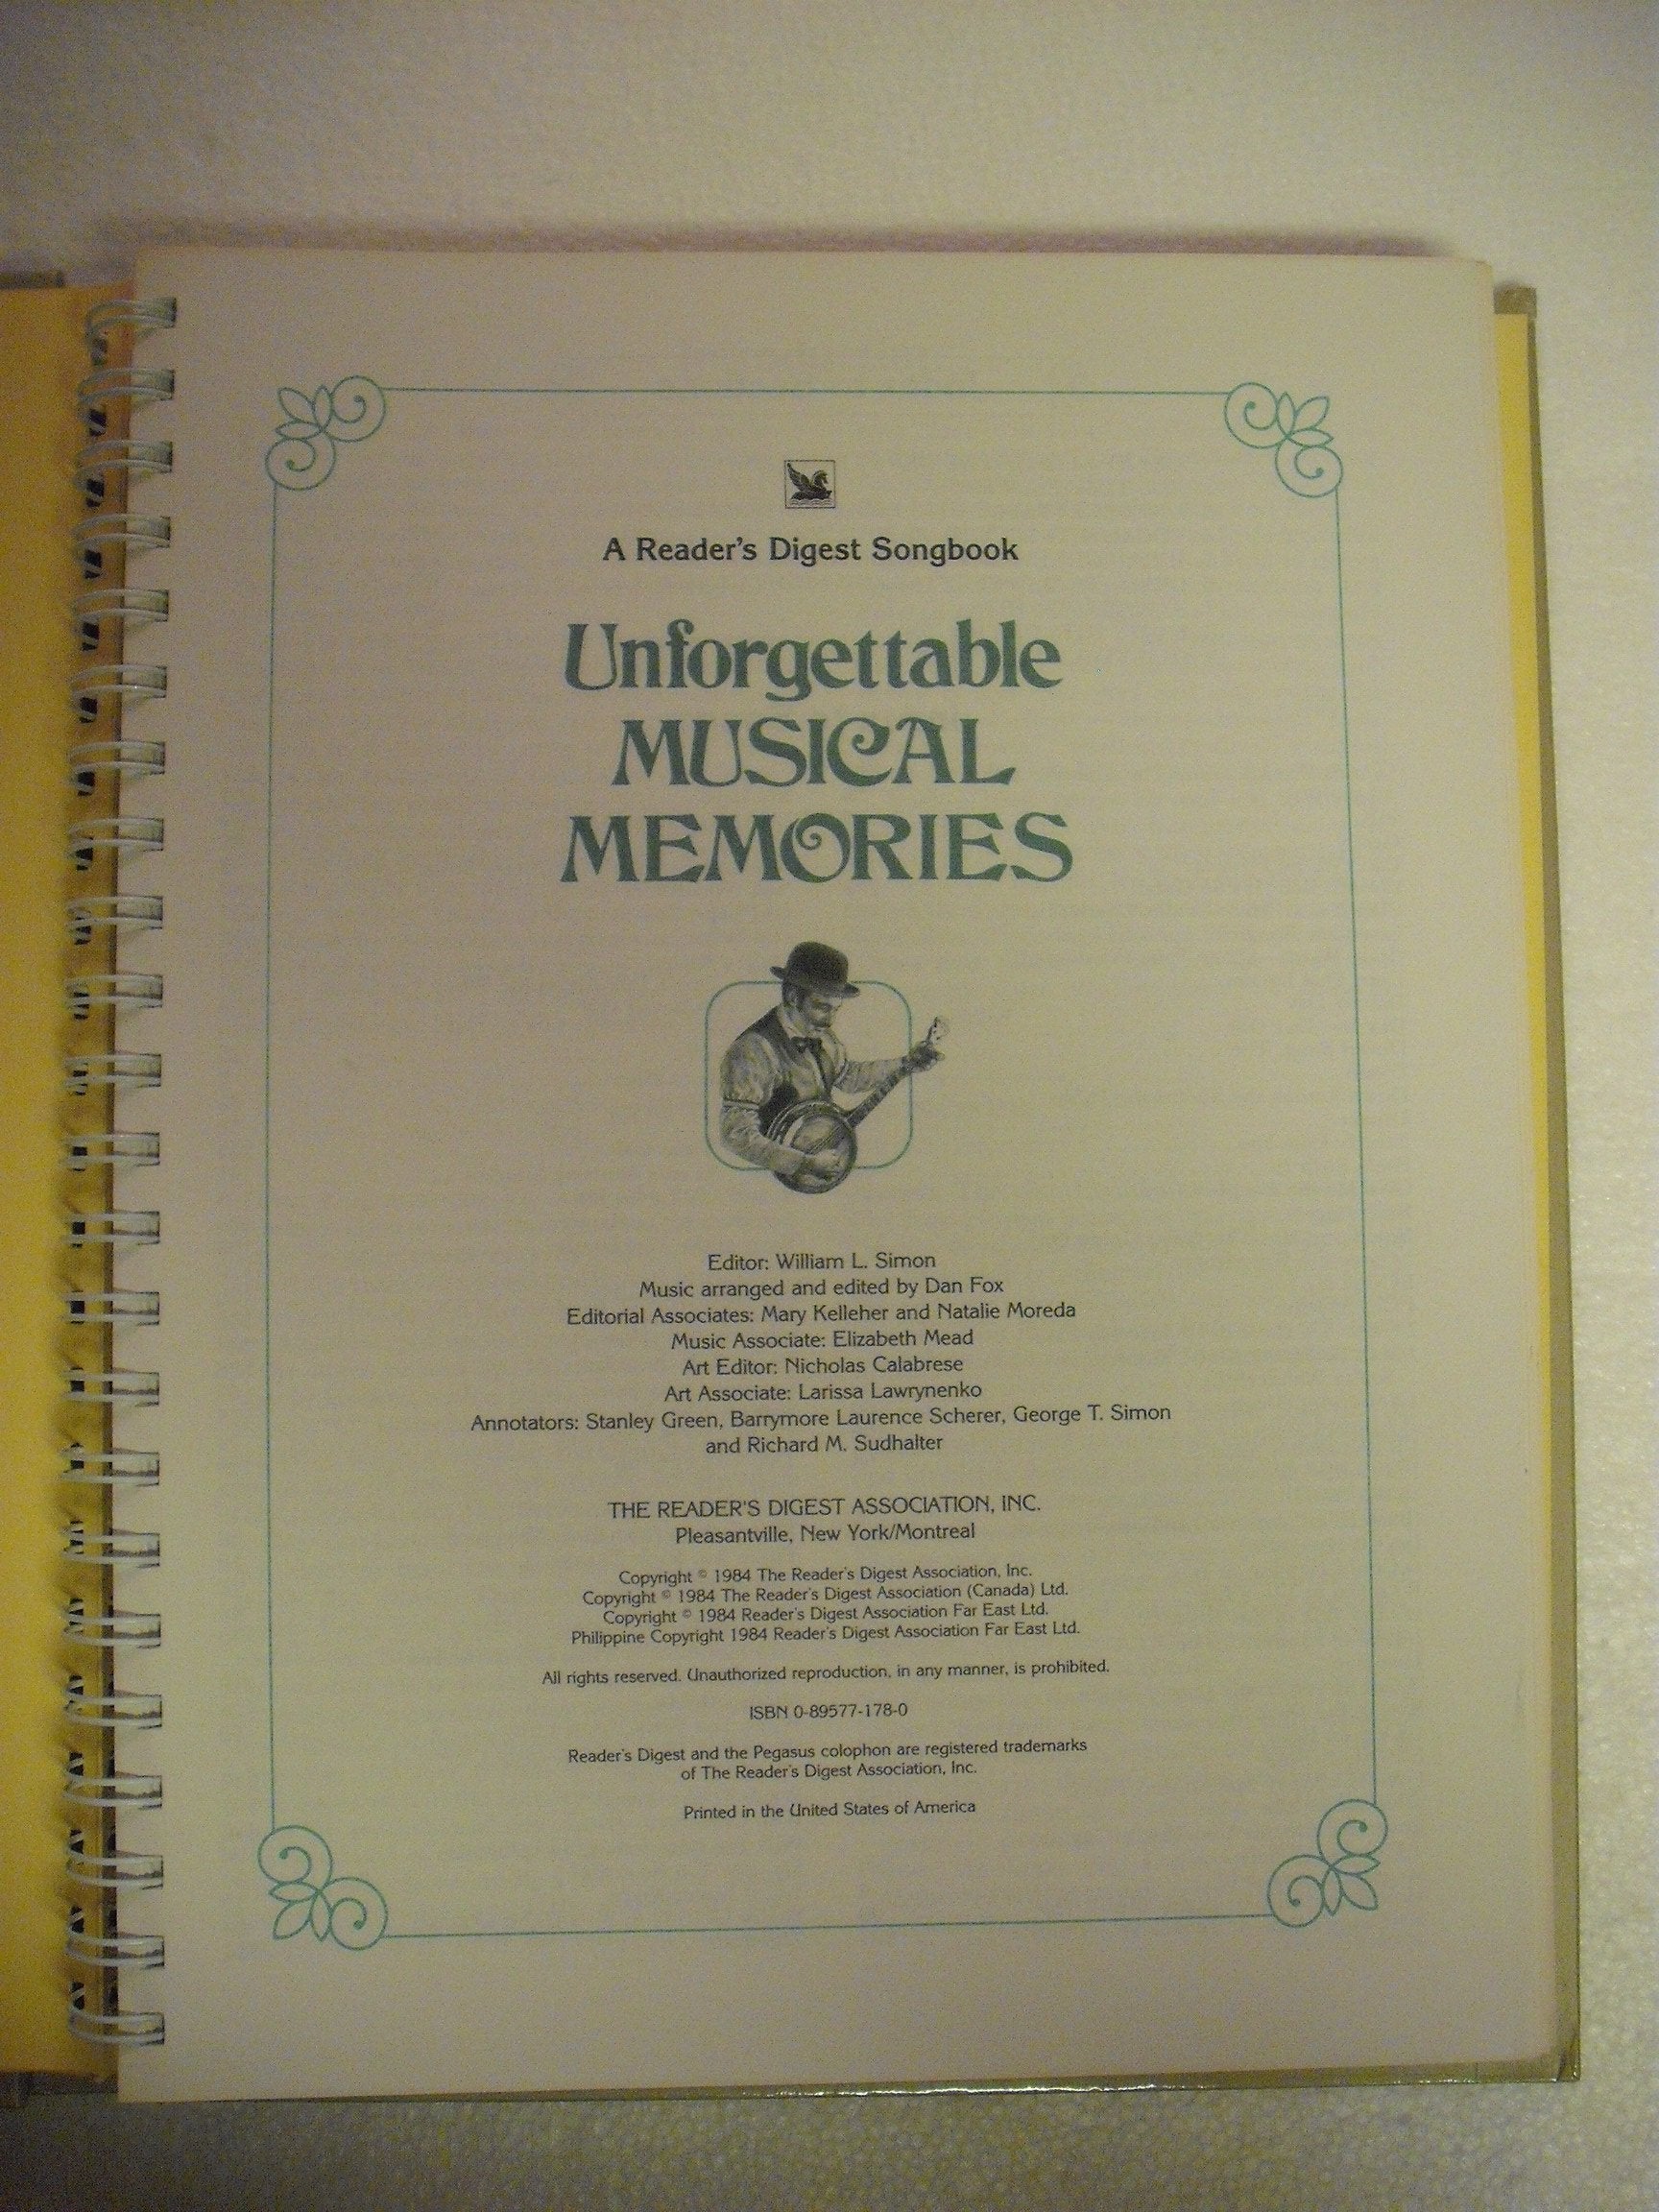 A Reader's Digest Songbook
Unforgettable
MUSICAL
MEMORIES
Editor: William L. Simon
Music arranged and edited by Dan Fox
Editorial Associates: Mary Kelleher and Natalie Moreda
Music Associate: Elizabeth Mead
Art Editor: Nicholas Calabrese
Art Associate: Larissa Lawrynenko
Annotators: Stanley Green, Barrymore Laurence Scherer, George T. Simon
and Richard M. Sudhalter
THE READER'S DIGEST ASSOCIATION, INC.
Pleasantville, New York/Montreal
Copyright © 1984 The Reader's Digest Association, Inc.
Copyright © 1984 The Reader's Digest Association (Canada) Ltd.
Copyright © 1984 Reader's Digest Association Far East Ltd.
Philippine Copyright 1984 Reader's Digest Association Far East Ltd.
All rights reserved. Unauthorized reproduction, in any manner, is prohibited.
ISBN 0-89577-178-0
Reader's Digest and the Pegasus colophon are registered trademarks
of The Reader's Digest Association, Inc.
Printed in the United States of America